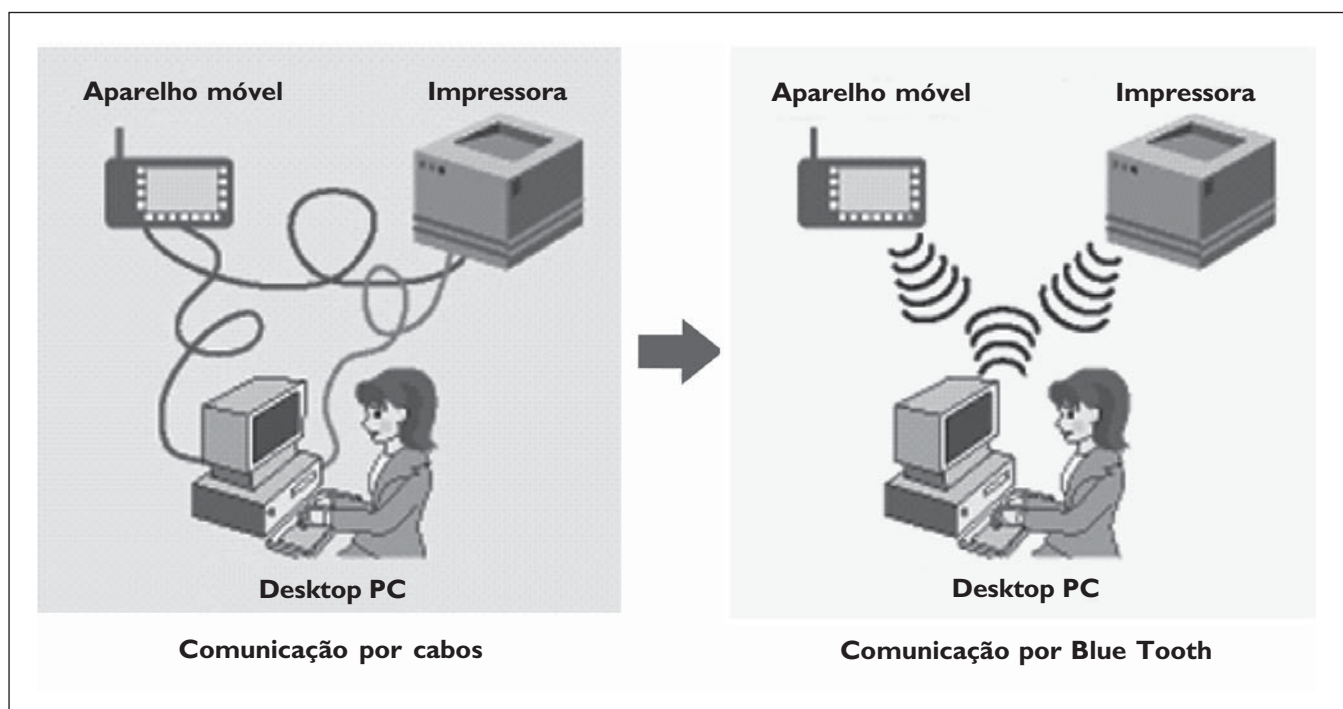 Aparelho móvel
Impressora
Desktop PC
Comunicação por cabos
Aparelho móvel
Impressora
Desktop PC
Comunicação por Blue Tooth